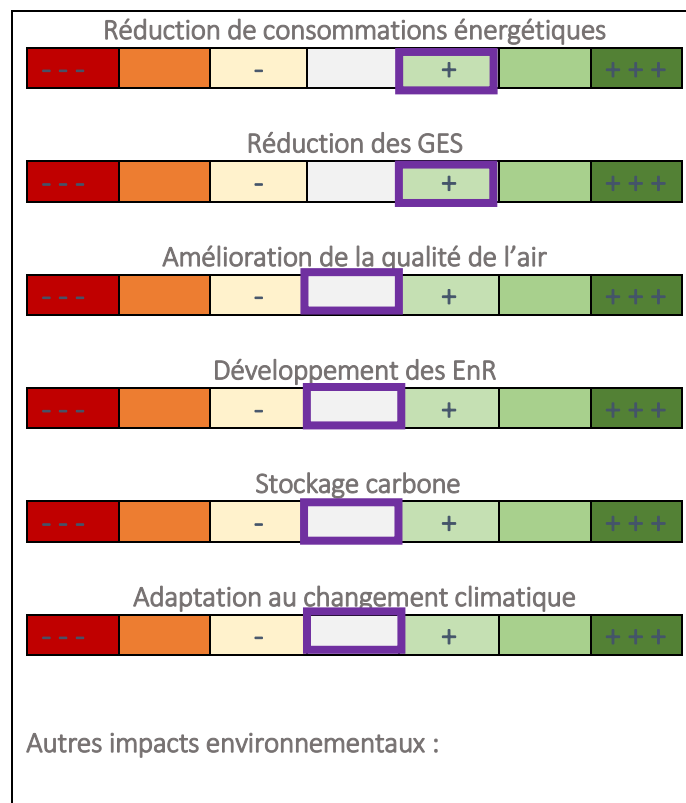 Réduction de consommations énergétiques
- - - - + + + +
Réduction des GES
- - - - + + + +
Amélioration de la qualité de l’air
- - - - + + + +
Développement des EnR
- - - - + + + +
Stockage carbone
- - - - + + + +
Adaptation au changement climatique
- - - - + + + +
Autres impacts environnementaux :